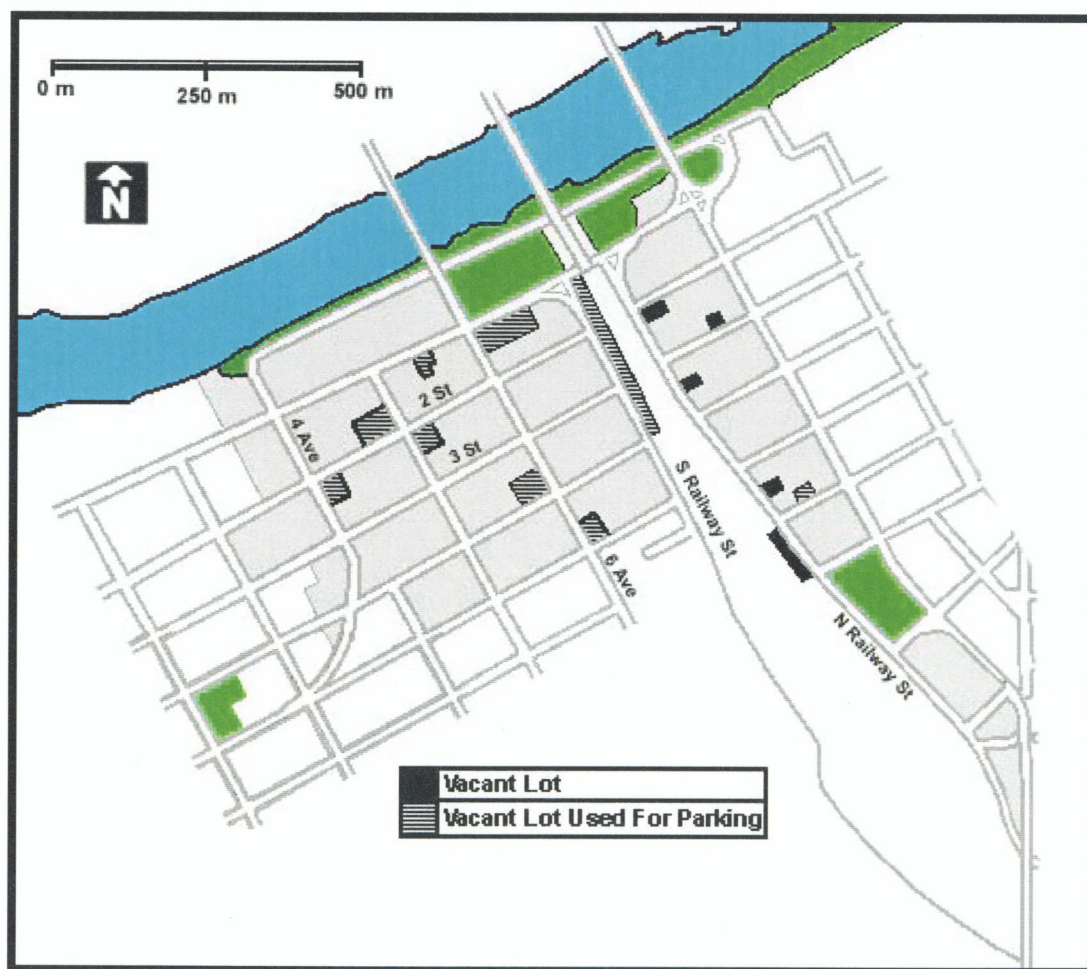 0 m 250 m 500 m
N
2 St
4 Ave
3 St
S Railway St
6 Ave
N Railway St
Vacant Lot
Vacant Lot Used For Parking